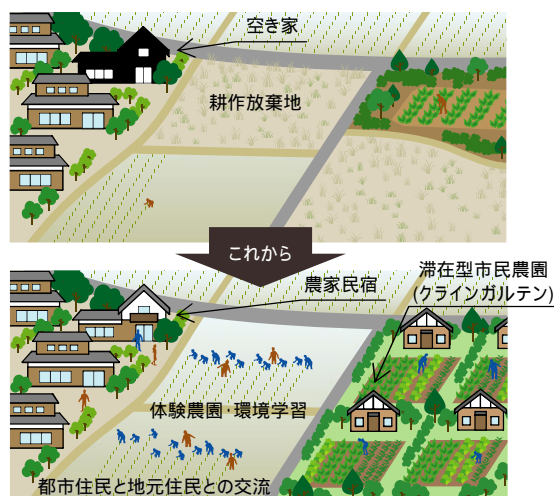 空き家
耕作放棄地
これから
農家民宿
滞在型市民農園
(クラインガルテン)
体験農園・環境学習
都市住民と地元住民との交流